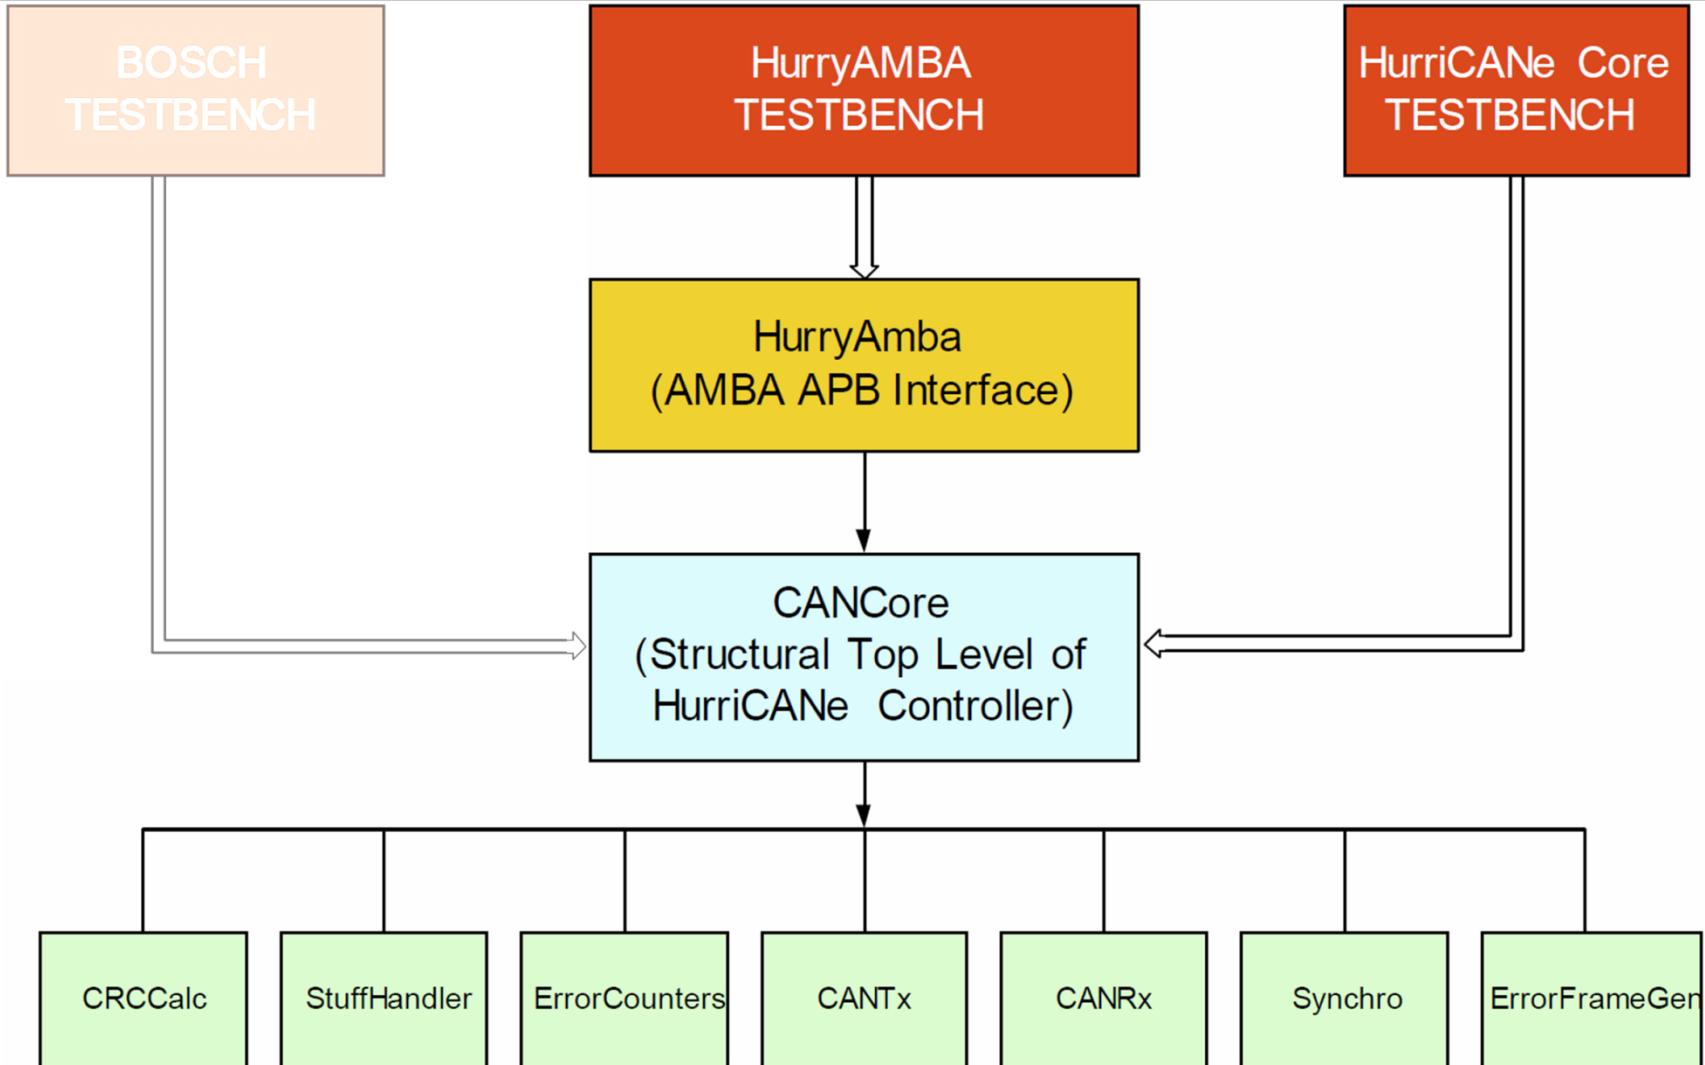 BOSCH
TESTBENCH
HurryAMBA
TESTBENCH
HurriCANe Core
TESTBENCH
HurryAmba
(AMBA APB Interface)
CANCore
(Structural Top Level of
HurriCANe Controller)
CRCCalc
StuffHandler
ErrorCounters
CANTx
CANRx
Synchro
ErrorFrameGen